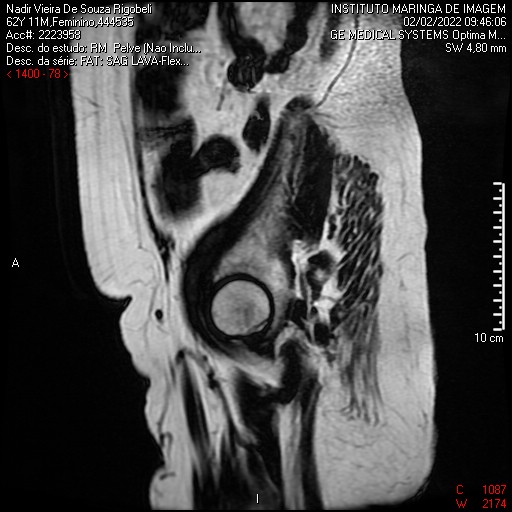 Nadir Vieira De Souza Rigobeli
62Y 11M,Feminino,444535
Acc#: 2223953
Desc. do estudo: RM Pelve (Nao Inclu...
Desc. da série: FAT: SAG LAVA-Flex...
< 1400 - 78 >
INSTITUTO MARINGA DE IMAGEM
02/02/2022 09:46:06
GE MEDICAL SYSTEMS Optima M...
SW 4,80 mm
A
10 cm
I
C 1087
W 2174